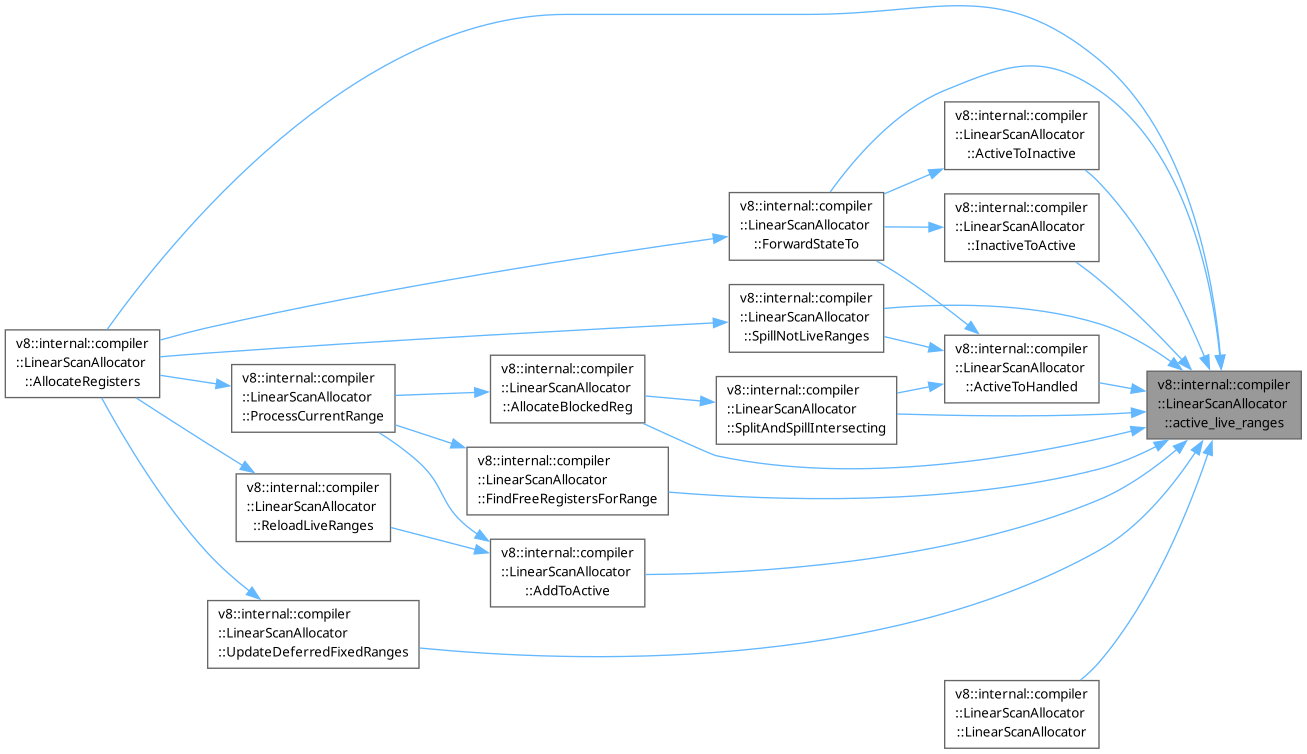 v8::internal::compiler
::LinearScanAllocator
::ActiveToInactive
v8::internal::compiler
::LinearScanAllocator
::ForwardStateTo
v8::internal::compiler
::LinearScanAllocator
::InactiveToActive
v8::internal::compiler
::LinearScanAllocator
::SpillNotLiveRanges
v8::internal::compiler
::LinearScanAllocator
::AllocateRegisters
v8::internal::compiler
::LinearScanAllocator
::ActiveToHandled
v8::internal::compiler
::LinearScanAllocator
::AllocateBlockedReg
v8::internal::compiler
::LinearScanAllocator
::ProcessCurrentRange
v8::internal::compiler
::LinearScanAllocator
::active_live_ranges
v8::internal::compiler
::LinearScanAllocator
::SplitAndSpillIntersecting
v8::internal::compiler
::LinearScanAllocator
::FindFreeRegistersForRange
v8::internal::compiler
::LinearScanAllocator
::ReloadLiveRanges
v8::internal::compiler
::LinearScanAllocator
::AddToActive
v8::internal::compiler
::LinearScanAllocator
::UpdateDeferredFixedRanges
v8::internal::compiler
::LinearScanAllocator
::LinearScanAllocator